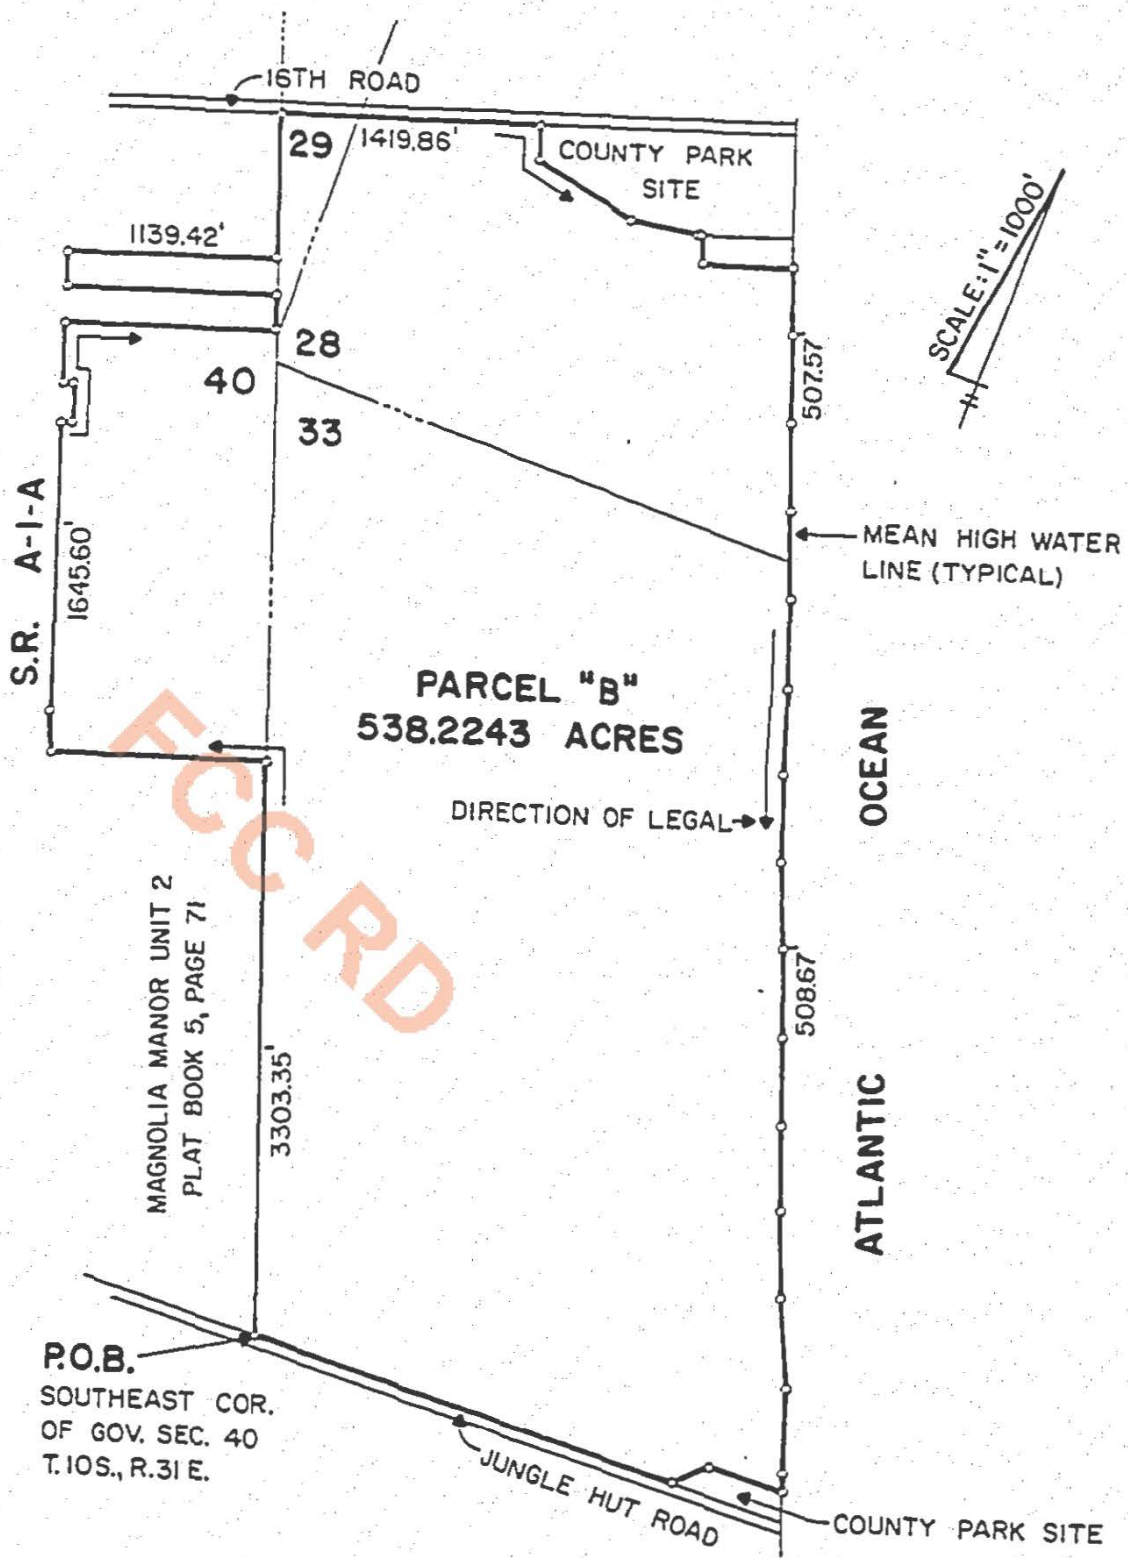 16TH ROAD
29
1419.86'
COUNTY PARK
SITE
1139.42'
SCALE: 1" = 1000'
28
40
507.57'
33
S.R. A-1-A
1645.60'
MEAN HIGH WATER
LINE (TYPICAL)
PARCEL "B"
538.2243 ACRES
DIRECTION OF LEGAL
ATLANTIC OCEAN
FCC RD
MAGNOLIA MANOR UNIT 2
PLAT BOOK 5, PAGE 71
508.67'
3303.35'
P.O.B.
SOUTHEAST COR.
OF GOV. SEC. 40
T.10S., R.31E.
JUNGLE HUT ROAD
COUNTY PARK SITE